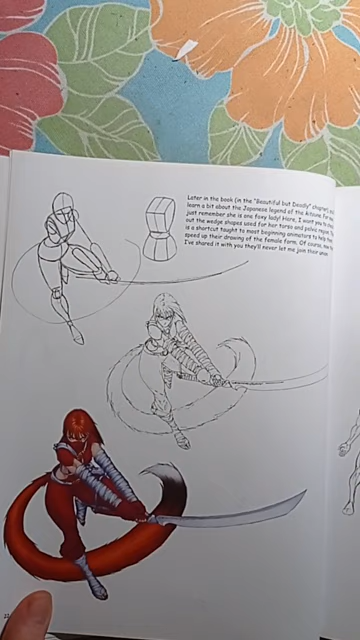 Later in the book (in the "Beautiful but Deadly" chapter)
learn a bit about the Japanese legend of the Kitsune. For
just remember she is one foxy lady! Here, I want you to
out the wedge shapes used for her torso and pelvic region.
is a shortcut taught to most beginning animators to help
speed up their drawing of the female form. Of course, now
I've shared it with you they'll never let me join their